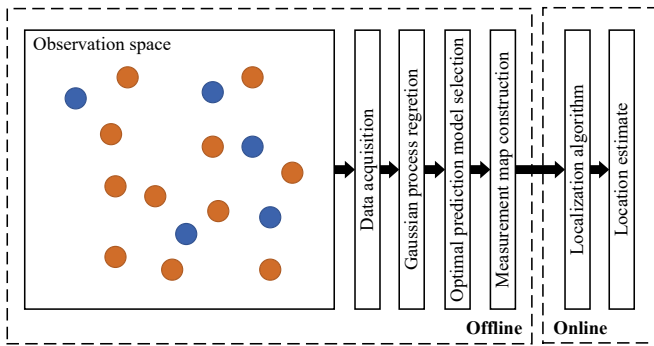 Observation space
Data acquisition
Gaussian process regretion
Optimal prediction model selection
Measurement map construction
Localization algorithm
Location estimate
Offline
Online